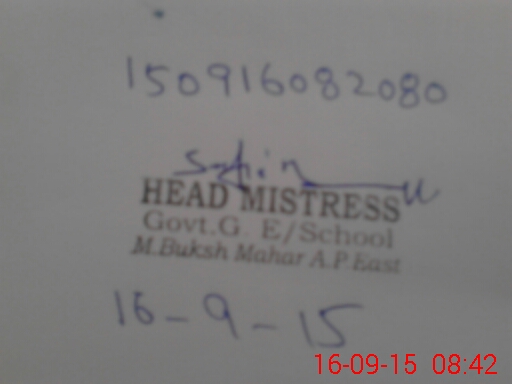 150916082080
HEAD MISTRESS
Govt.G. E/School
M.Buksh Mahar A.P.East
16-9-15
16-09-15 08:42